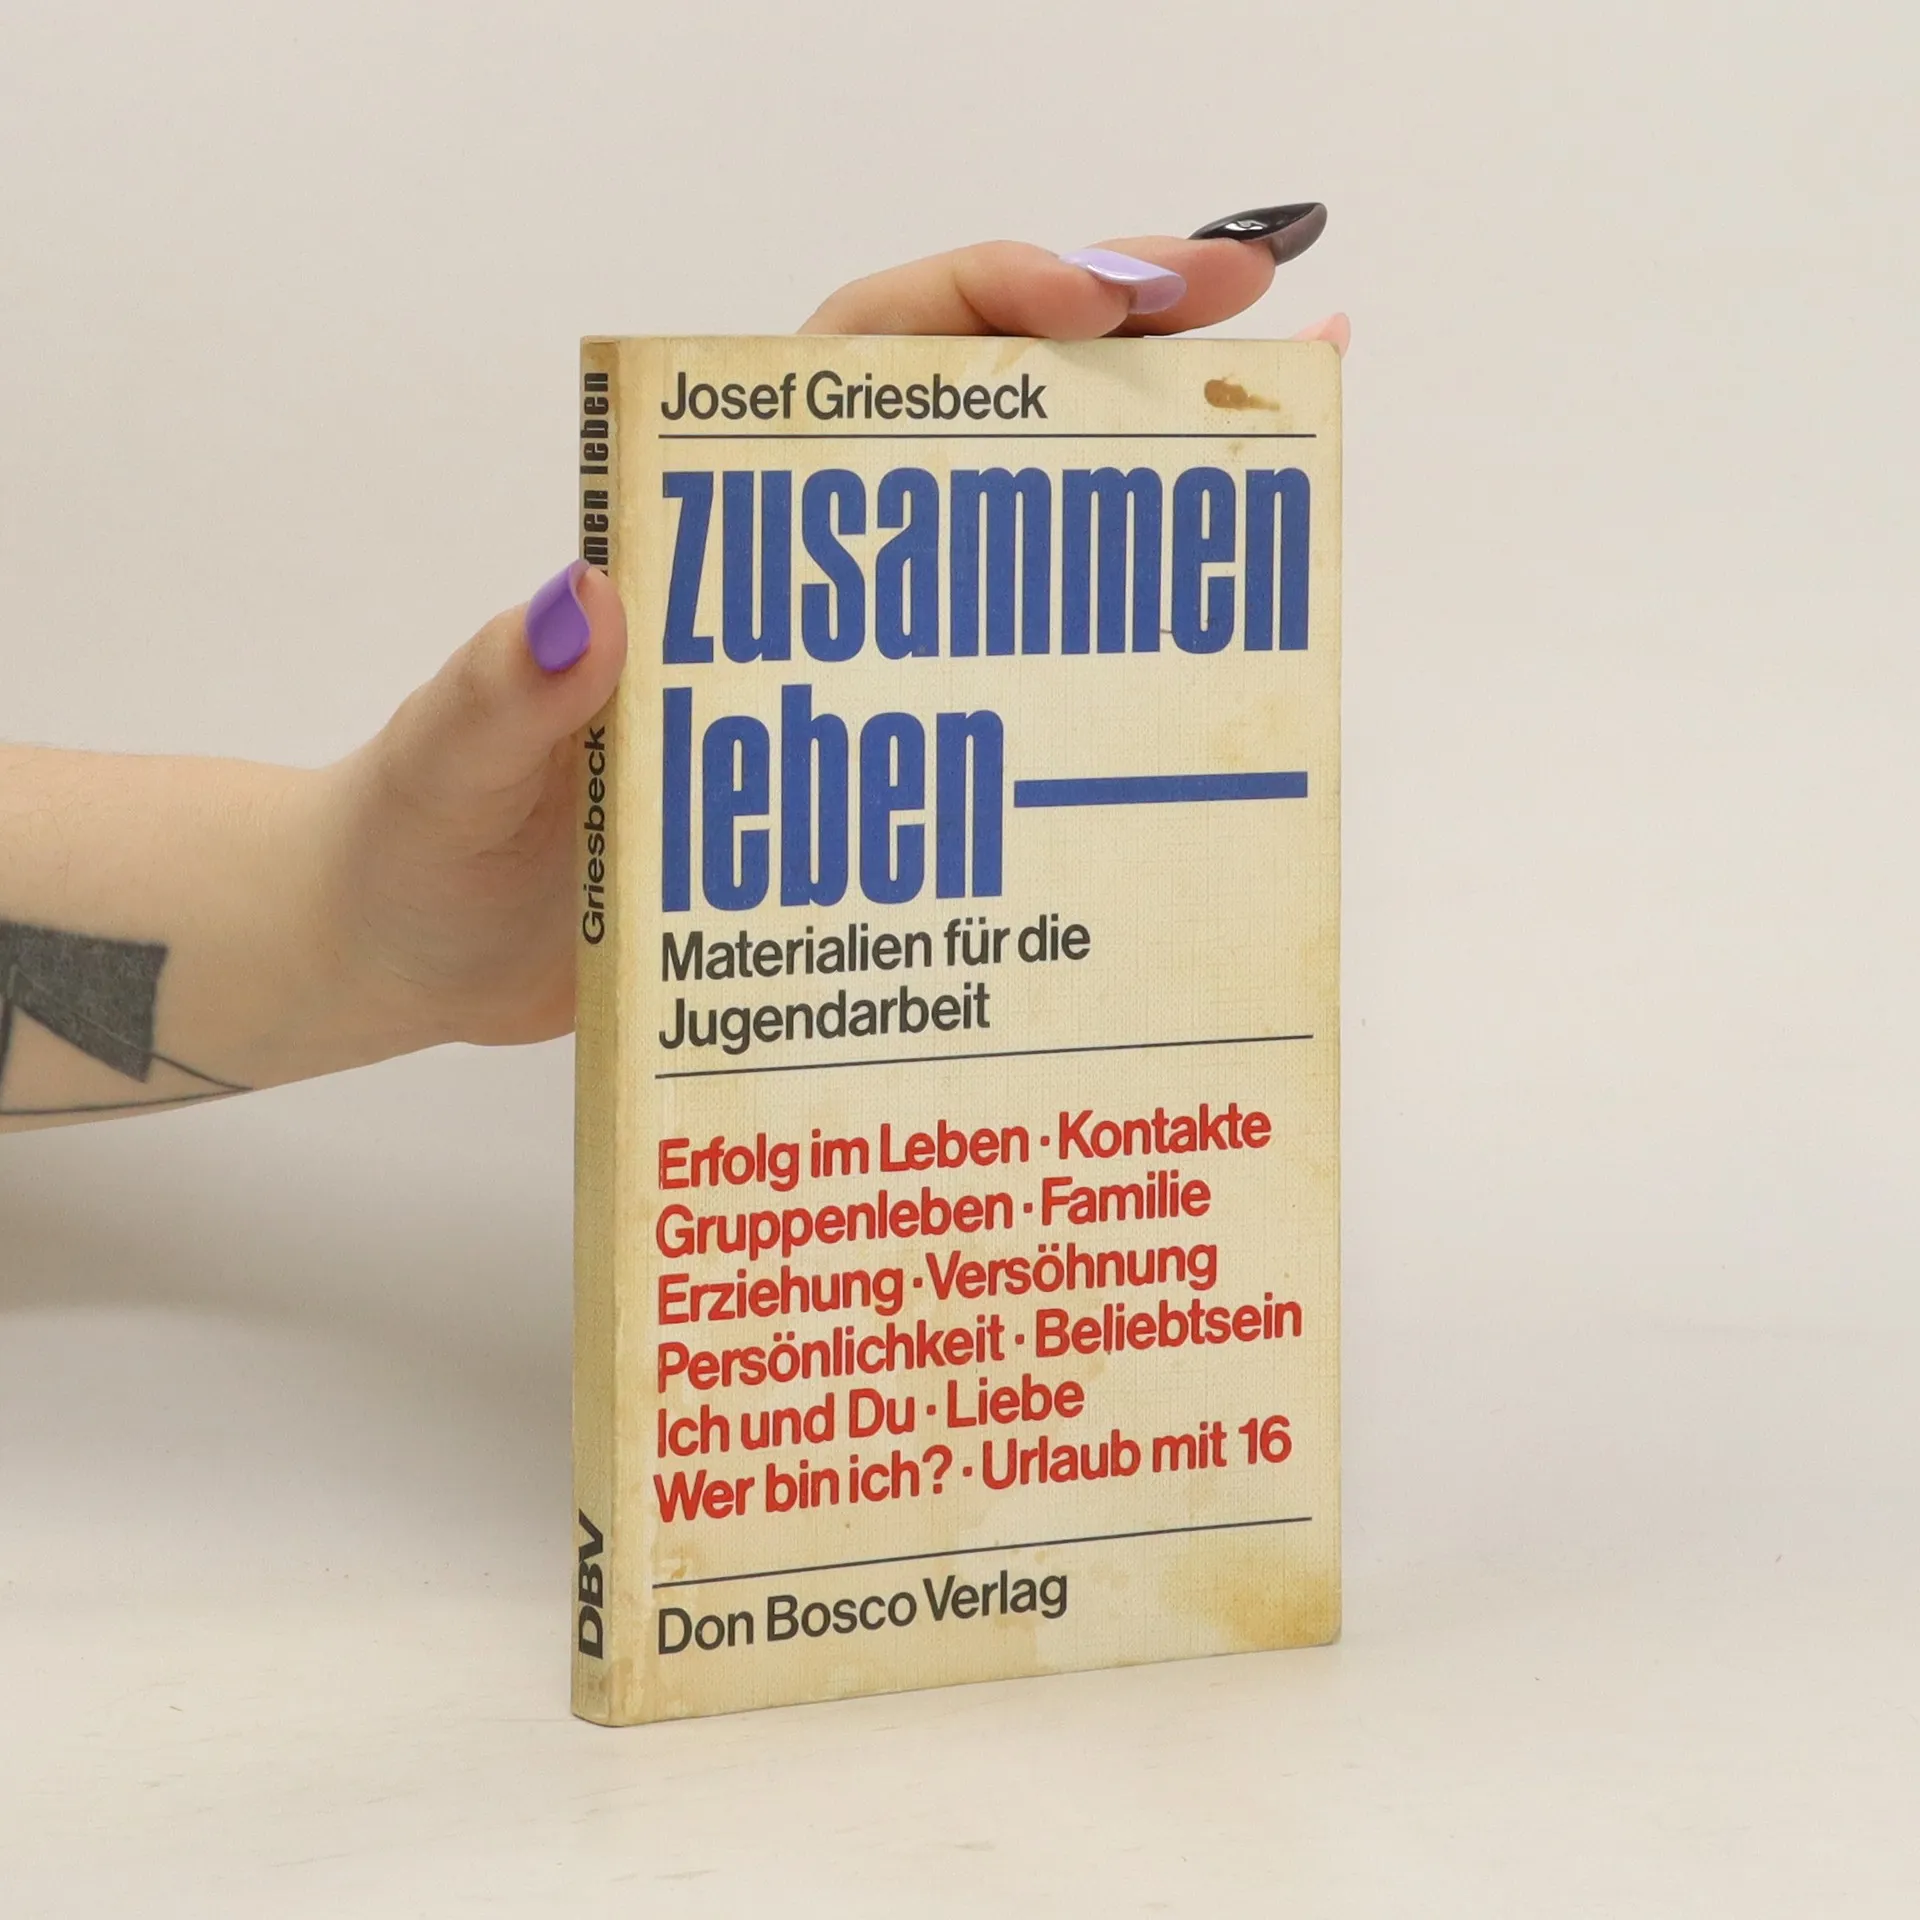 Josef Griesbeck
zusammen
leben
Materialien für die
Jugendarbeit
Erfolg im Leben · Kontakte
Gruppenleben · Familie
Erziehung · Versöhnung
Persönlichkeit · Beliebtsein
Ich und Du · Liebe
Wer bin ich? · Urlaub mit 16
Don Bosco Verlag
leben
Griesbeck
DBV